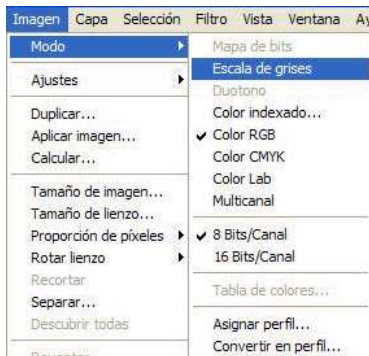 Imagen Capa Selección Filtro Vista Ventana
Modo
Ajustes
Duplicar...
Aplicar imagen...
Calcular...
Tamaño de imagen...
Tamaño de lienzo...
Proporción de píxeles
Rotar lienzo
Recortar
Separar...
Descubrir todas
Mapa de bits
Escala de grises
Duotono
Color indexado...
Color RGB
Color CMYK
Color Lab
Multicanal
8 Bits/Canal
16 Bits/Canal
Tabla de colores...
Asignar perfil...
Convertir en perfil...